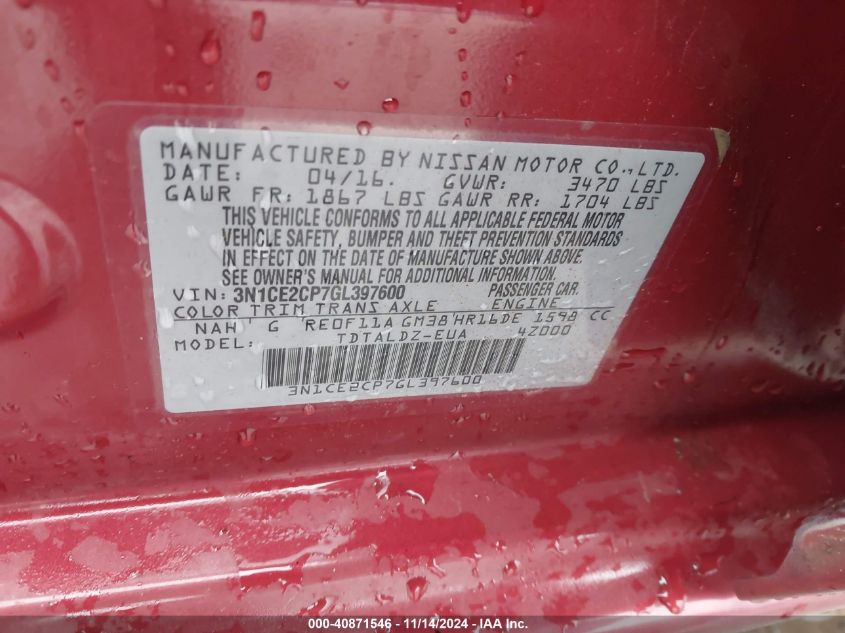 MANUFACTURED BY NISSAN MOTOR CO., LTD.
DATE: 04/16. GVWR: 3470 LBS
GAWR FR: 1867 LBS GAWR RR: 1704 LBS
THIS VEHICLE CONFORMS TO ALL APPLICABLE FEDERAL MOTOR
VEHICLE SAFETY, BUMPER AND THEFT PREVENTION STANDARDS
IN EFFECT ON THE DATE OF MANUFACTURE SHOWN ABOVE.
SEE OWNER'S MANUAL FOR ADDITIONAL INFORMATION.
VIN: 3N1CE2CP7GL397600 PASSENGER CAR.
COLOR TRIM TRANS AXLE ENGINE
NAH G RE0F11A GM38 HR16DE 1598 CC
MODEL: TDTALDZ-EUA 4Z000
3N1CE2CP7GL397600
000-40871546 - 11/14/2024 - IAA Inc.